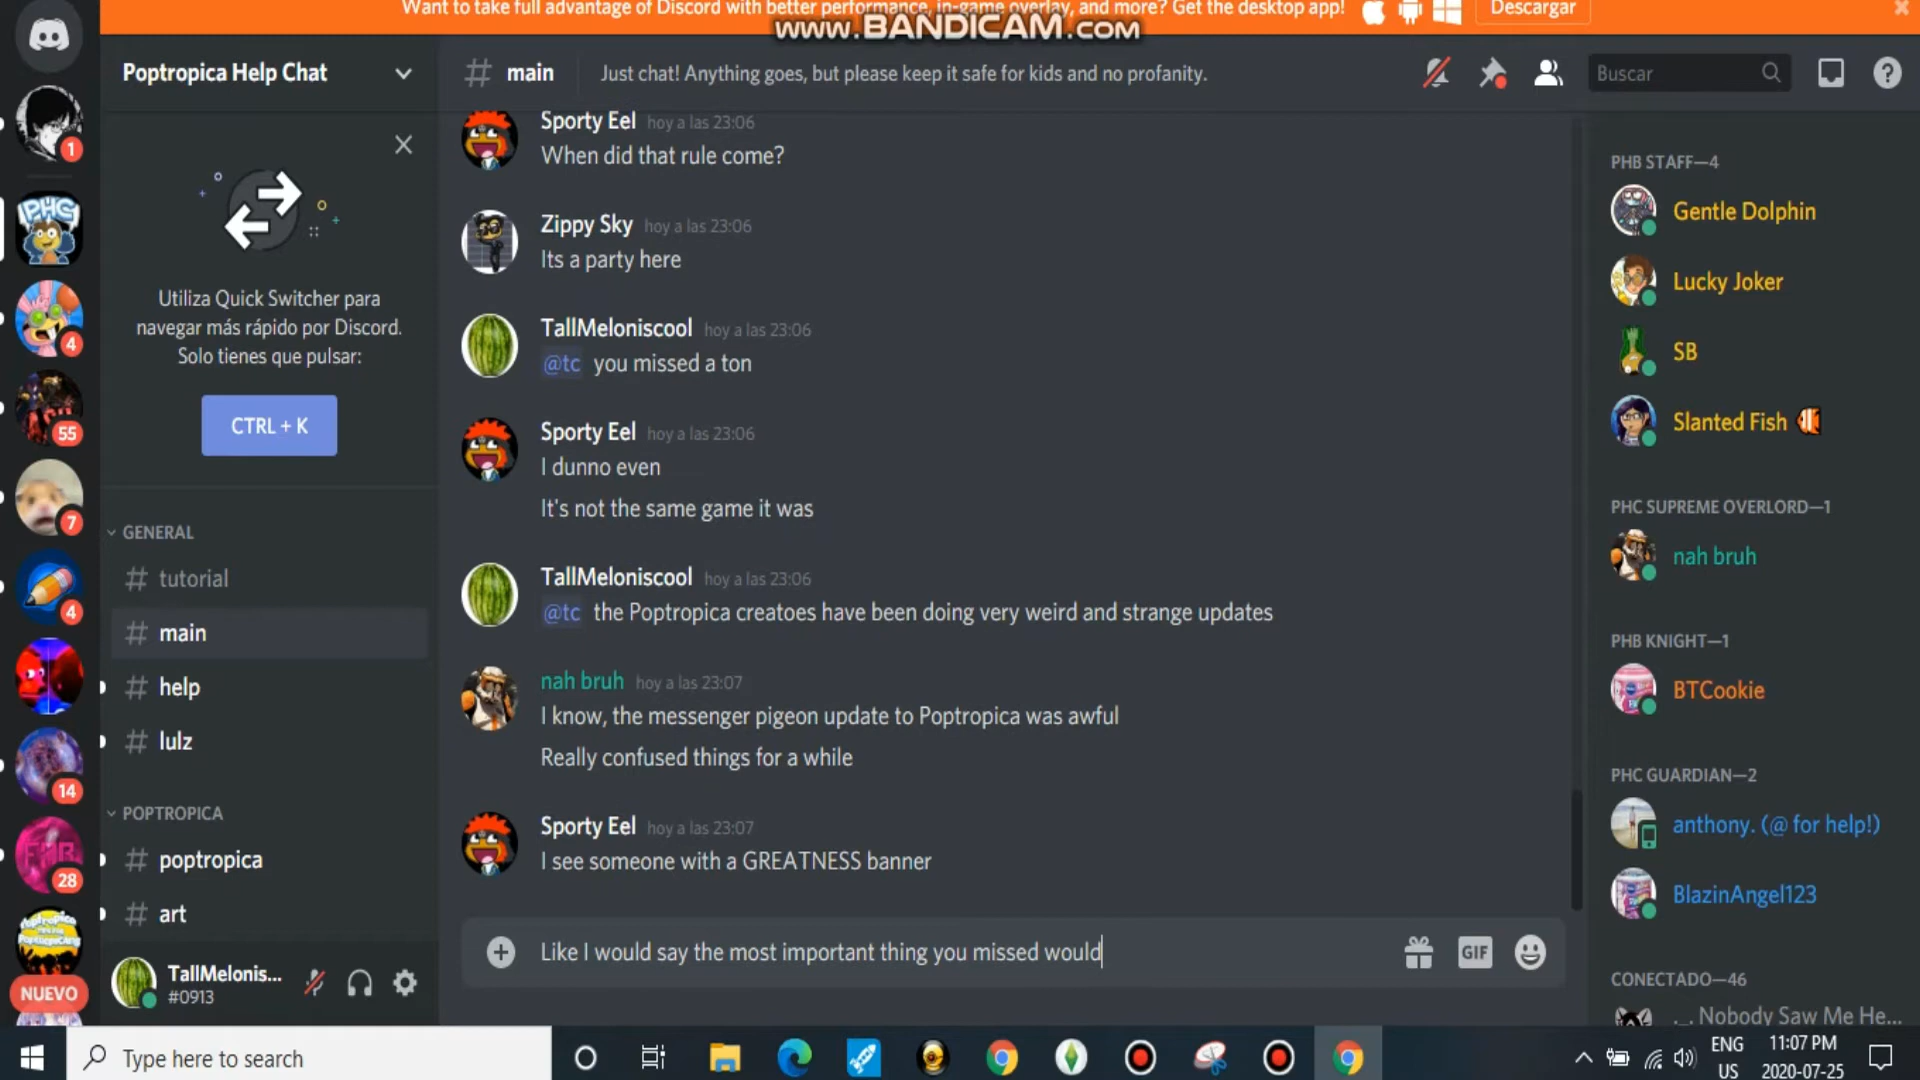 Want to take full advantage of Discord with better performance, in-game overlay, and more? Get the desktop app!
Descargar
www.BANDICAM.com
Poptropica Help Chat
# main
Just chat! Anything goes, but please keep it safe for kids and no profanity.
Buscar
1
PHC
4
55
7
4
14
28
NUEVO
Utiliza Quick Switcher para
navegar más rápido por Discord.
Solo tienes que pulsar:
CTRL + K
GENERAL
# tutorial
# main
# help
# lulz
POPTROPICA
# poptropica
# art
TallMelonis...
#0913
Sporty Eel hoy a las 23:06
When did that rule come?
Zippy Sky hoy a las 23:06
Its a party here
TallMeloniscool hoy a las 23:06
@tc you missed a ton
Sporty Eel hoy a las 23:06
I dunno even
It's not the same game it was
TallMeloniscool hoy a las 23:06
@tc the Poptropica creatoes have been doing very weird and strange updates
nah bruh hoy a las 23:07
I know, the messenger pigeon update to Poptropica was awful
Really confused things for a while
Sporty Eel hoy a las 23:07
I see someone with a GREATNESS banner
Like I would say the most important thing you missed would
GIF
PHB STAFF—4
Gentle Dolphin
Lucky Joker
SB
Slanted Fish
PHC SUPREME OVERLORD—1
nah bruh
PHB KNIGHT—1
BTCookie
PHC GUARDIAN—2
anthony. (@ for help!)
BlazinAngel123
CONECTADO—46
._. Nobody Saw Me He...
Type here to search
ENG
US
11:07 PM
2020-07-25